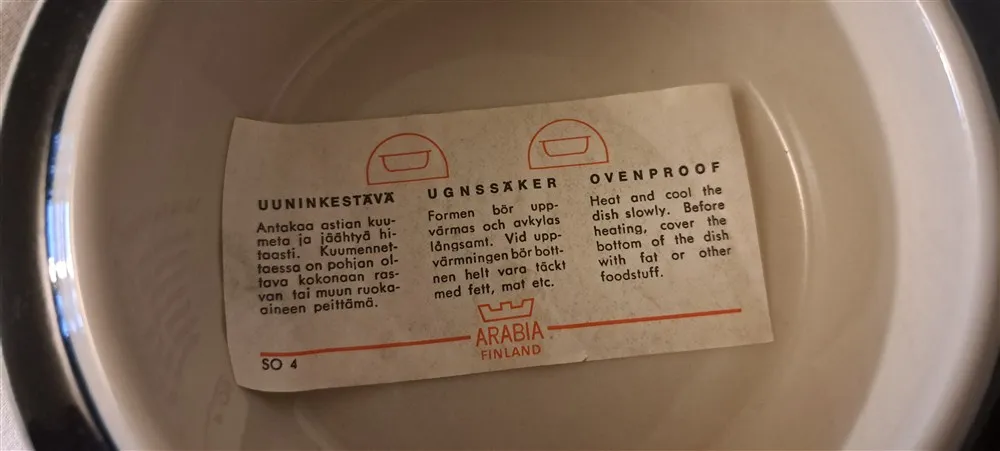 UUNINKESTÄVÄ
Antakaa astian kuu-
meta ja jäähtyä hi-
taasti. Kuumennet-
taessa on pohjan ol-
tava kokonaan ras-
van tai muun ruoka-
aineen peittämä.
UGNSSÄKER
Formen bör upp-
värmas och avkylas
långsamt. Vid upp-
värmningen bör bott-
nen helt vara täckt
med fett, mat etc.
OVENPROOF
Heat and cool the
dish slowly. Before
heating, cover the
bottom of the dish
with fat or other
foodstuff.
ARABIA
FINLAND
SO 4